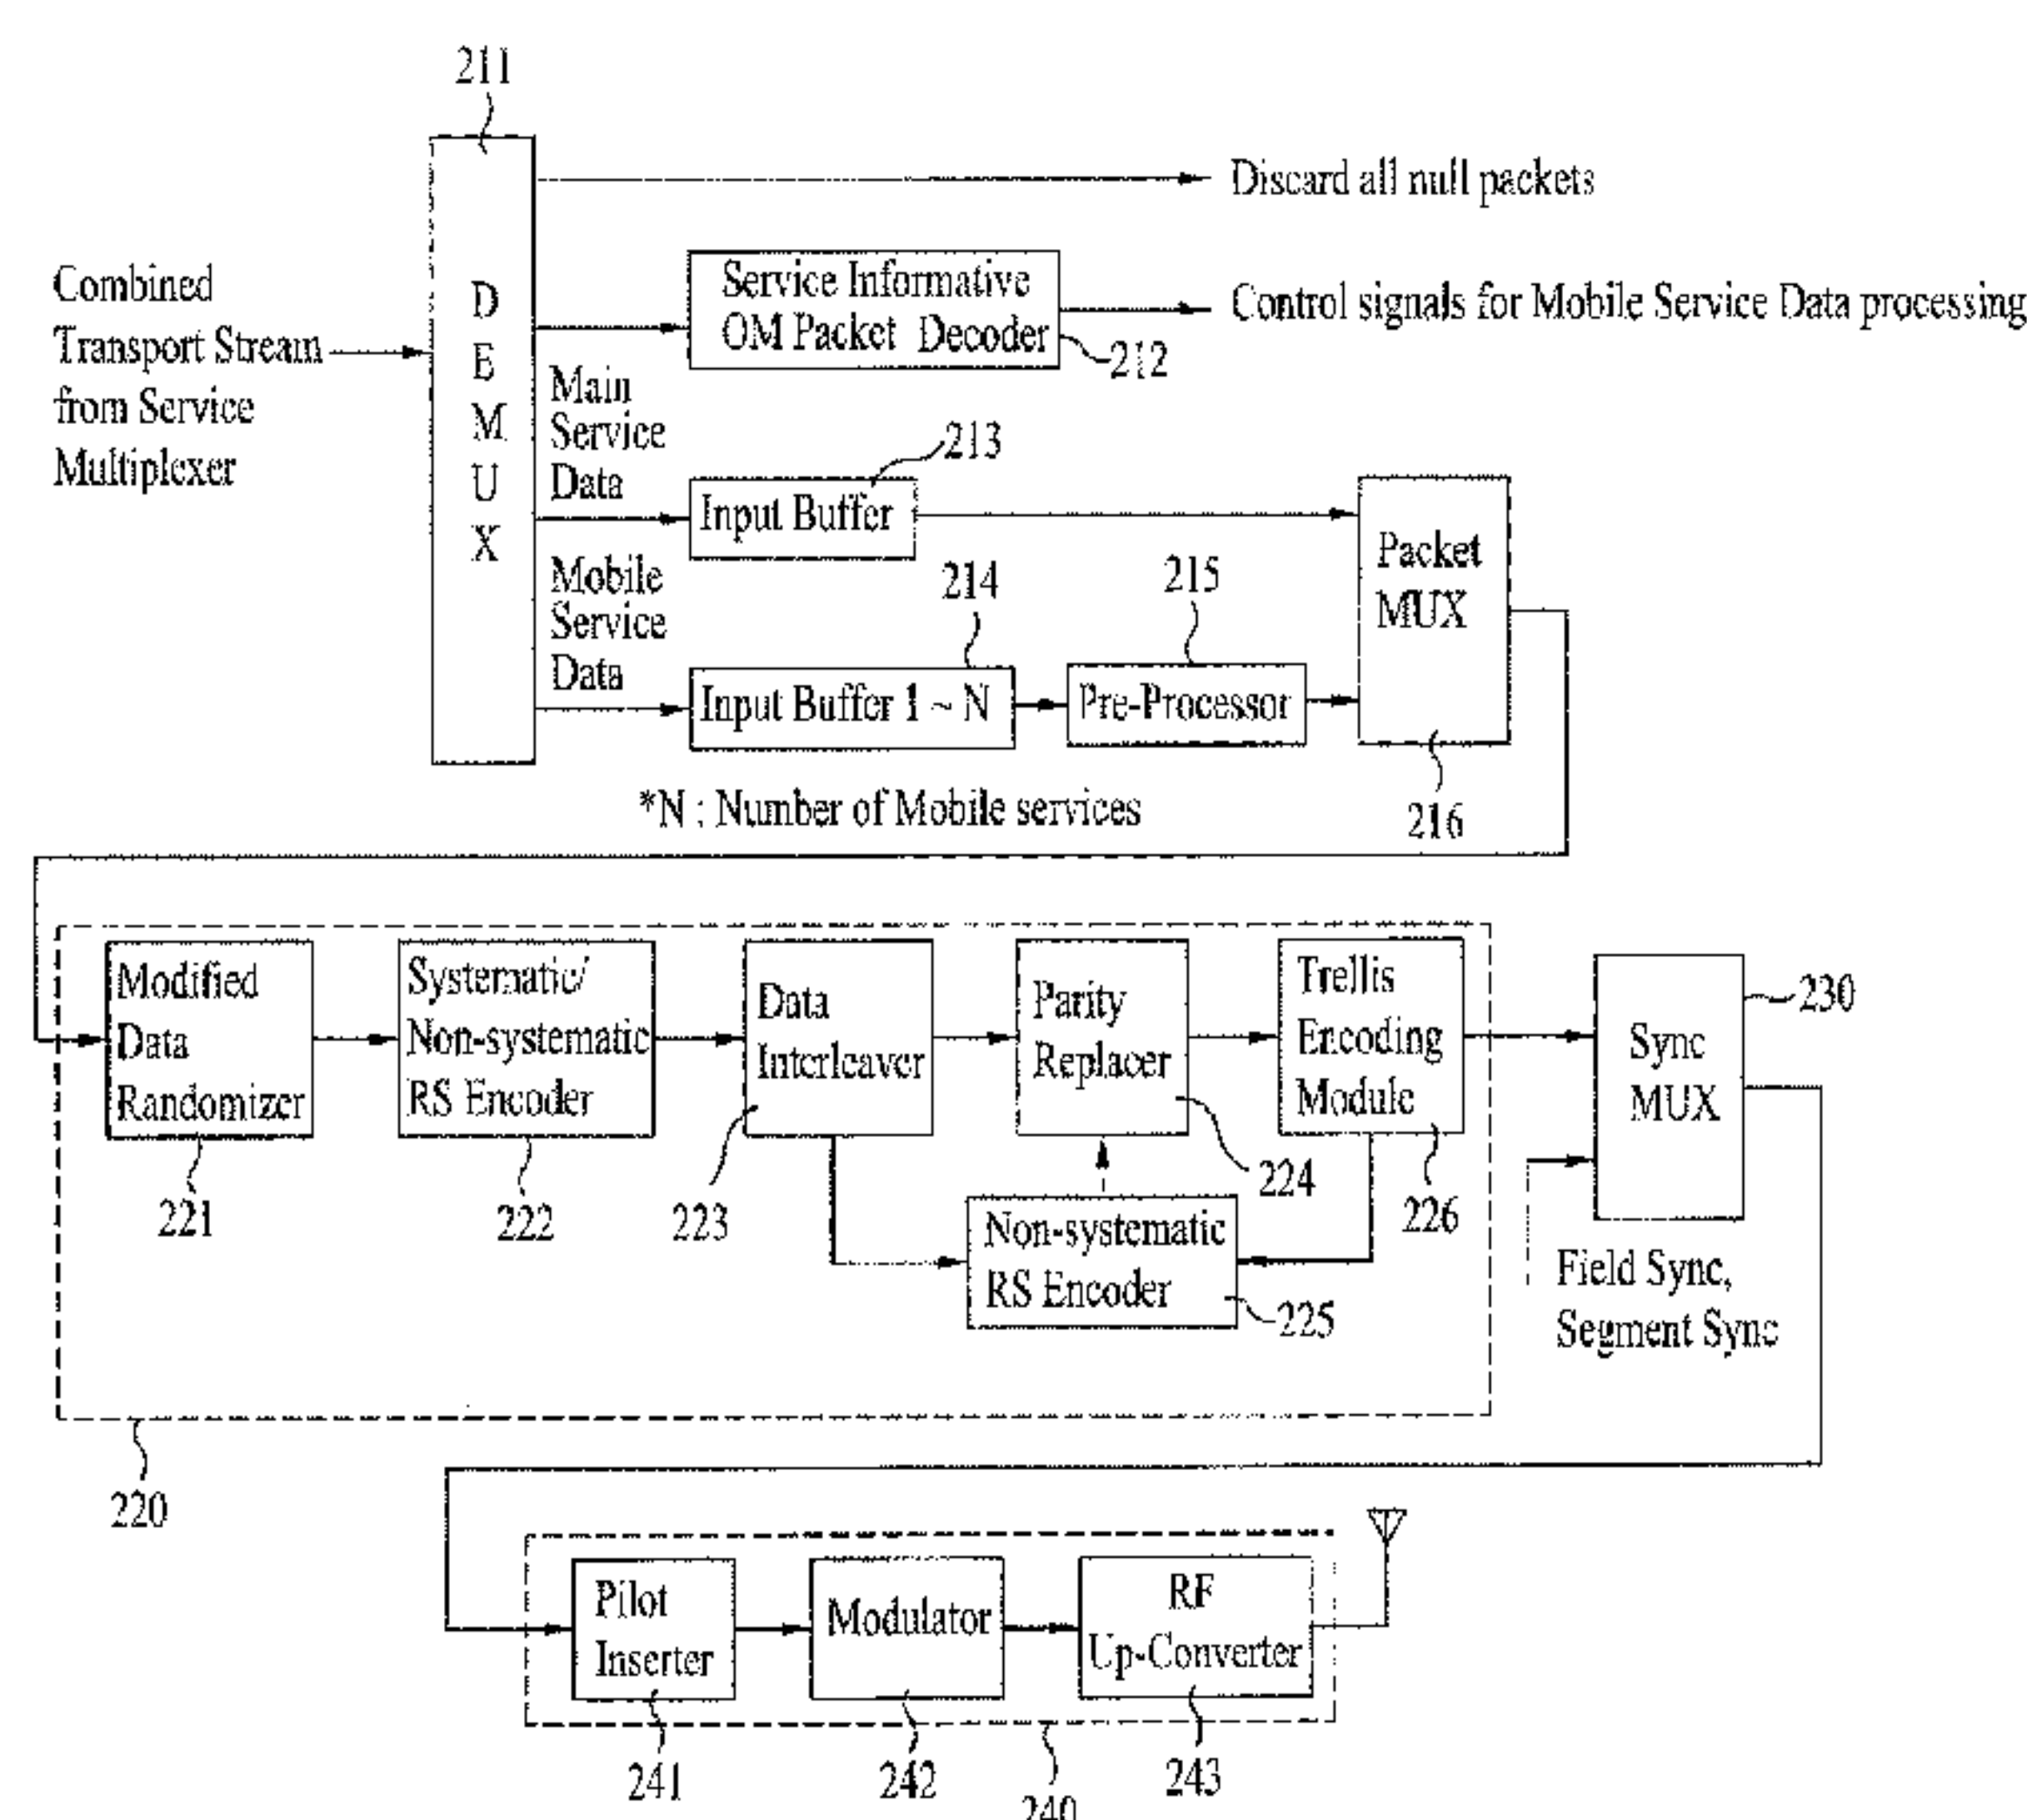 211
Discard all null packets
Combined
Transport Stream
from Service
Multiplexer
D
E
M
U
X
Service Informative
OM Packet Decoder
212
Control signals for Mobile Service Data processing
Main
Service
Data
213
Input Buffer
Mobile
Service
Data
214
Input Buffer 1 ~ N
215
Pre-Processor
Packet
MUX
216
*N : Number of Mobile services
Modified
Data
Randomizer
221
Systematic/
Non-systematic
RS Encoder
222
Data
Interleaver
223
Parity
Replacer
224
Trellis
Encoding
Module
226
Non-systematic
RS Encoder
225
Sync
MUX
230
Field Sync,
Segment Sync
220
Pilot
Inserter
241
Modulator
242
RF
Up-Converter
243
240